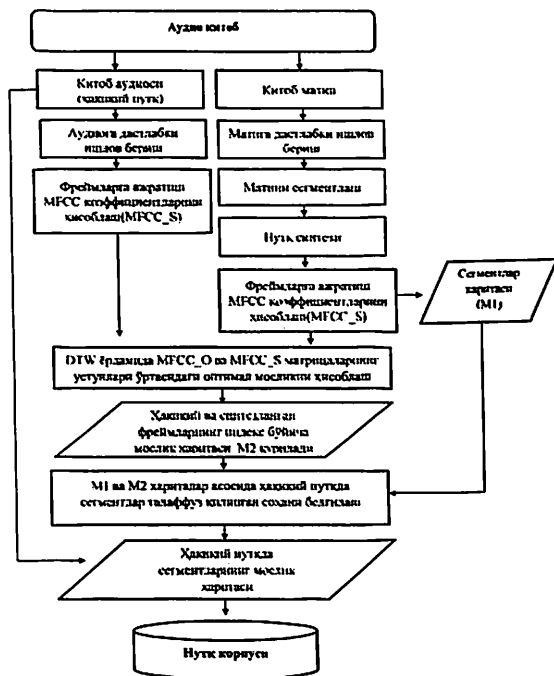 Аудио китоб
Китоб аудиоси
(ҳақиқий нутқ)
Китоб матни
Аудиога дастлабки
ишлов бериш
Матнга дастлабки ишлов
бериш
Фреймларга ажратиш
MFCC коэффициентларини
ҳисоблаш(MFCC_S)
Матнни сегментлаш
Нутқ синтези
Фреймларга ажратиш
MFCC коэффициентларини
ҳисоблаш(MFCC_S)
Сегментлар
харитаси
(M1)
DTW ёрдамида MFCC_O ва MFCC_S матрицаларнинг
устунлари ўртасидаги оптимал мосликни ҳисоблаш
Ҳақиқий ва синтезланган
фреймларнинг индекс бўйича
мослик харитаси M2 қурилади
M1 ва M2 хариталар асосида ҳақиқий нутқда
сегментлар талаффуз қилинган соҳани белгилаш
Ҳақиқий нутқда
сегментларнинг мослик
харитаси
Нутқ корпуси